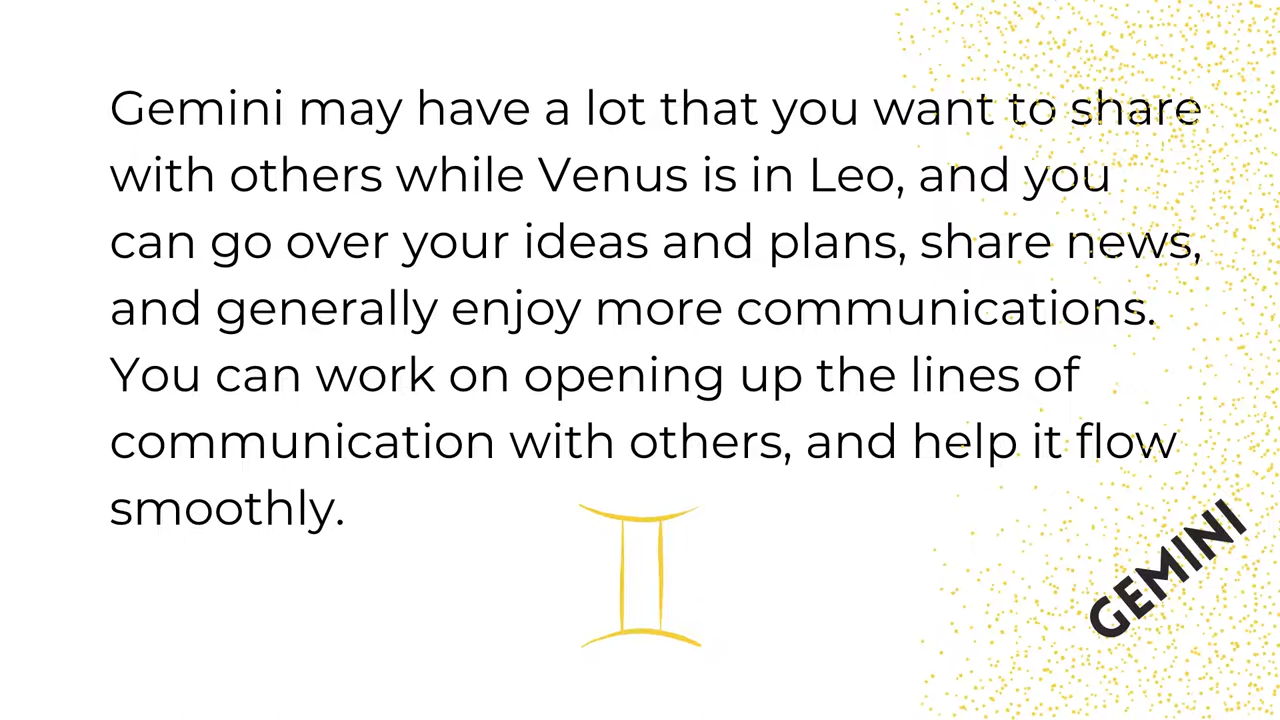 Gemini may have a lot that you want to share
with others while Venus is in Leo, and you
can go over your ideas and plans, share news,
and generally enjoy more communications.
You can work on opening up the lines of
communication with others, and help it flow
smoothly.
GEMINI